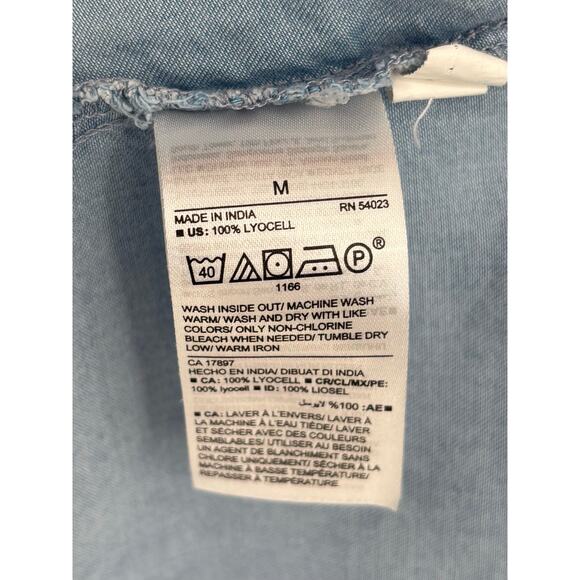 M
MADE IN INDIA RN 54023
■ US: 100% LYOCELL
40 P ®
1166
WASH INSIDE OUT/ MACHINE WASH
WARM/ WASH AND DRY WITH LIKE
COLORS/ ONLY NON-CHLORINE
BLEACH WHEN NEEDED/ TUMBLE DRY
LOW/ WARM IRON
CA 17897
HECHO EN INDIA/ DIBUAT DI INDIA
■ CA: 100% LYOCELL ■ CR/CL/MX/PE:
100% lyocell ■ ID: 100% LIOSEL
■ AE: 100% لايوسل
■ CA: LAVER À L'ENVERS/ LAVER À
LA MACHINE À L'EAU TIÈDE/ LAVER
ET SÉCHER AVEC DES COULEURS
SEMBLABLES/ UTILISER AU BESOIN
UN AGENT DE BLANCHIMENT SANS
CHLORE UNIQUEMENT/ SÉCHER À LA
MACHINE À BASSE TEMPÉRATURE/
REPASSER À TEMPÉRATURE